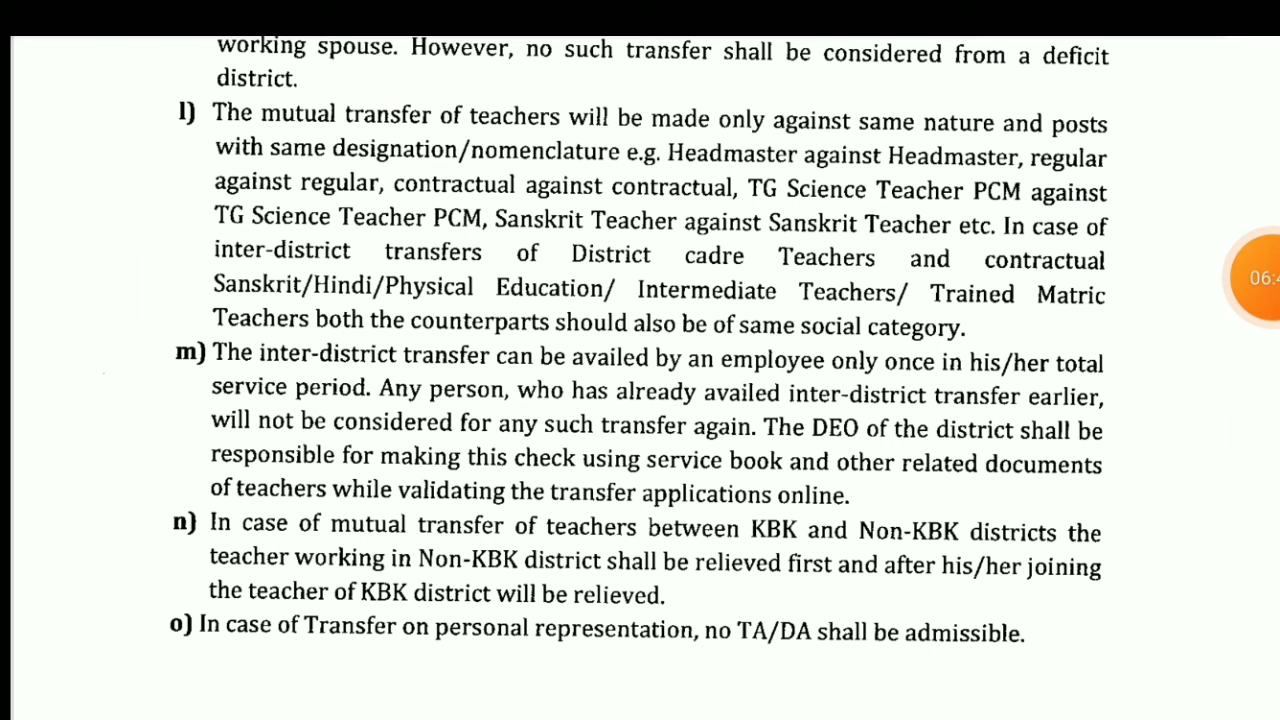 working spouse. However, no such transfer shall be considered from a deficit
district.
l) The mutual transfer of teachers will be made only against same nature and posts
with same designation/nomenclature e.g. Headmaster against Headmaster, regular
against regular, contractual against contractual, TG Science Teacher PCM against
TG Science Teacher PCM, Sanskrit Teacher against Sanskrit Teacher etc. In case of
inter-district transfers of District cadre Teachers and contractual
Sanskrit/Hindi/Physical Education/ Intermediate Teachers/ Trained Matric
Teachers both the counterparts should also be of same social category.
m) The inter-district transfer can be availed by an employee only once in his/her total
service period. Any person, who has already availed inter-district transfer earlier,
will not be considered for any such transfer again. The DEO of the district shall be
responsible for making this check using service book and other related documents
of teachers while validating the transfer applications online.
n) In case of mutual transfer of teachers between KBK and Non-KBK districts the
teacher working in Non-KBK district shall be relieved first and after his/her joining
the teacher of KBK district will be relieved.
o) In case of Transfer on personal representation, no TA/DA shall be admissible.